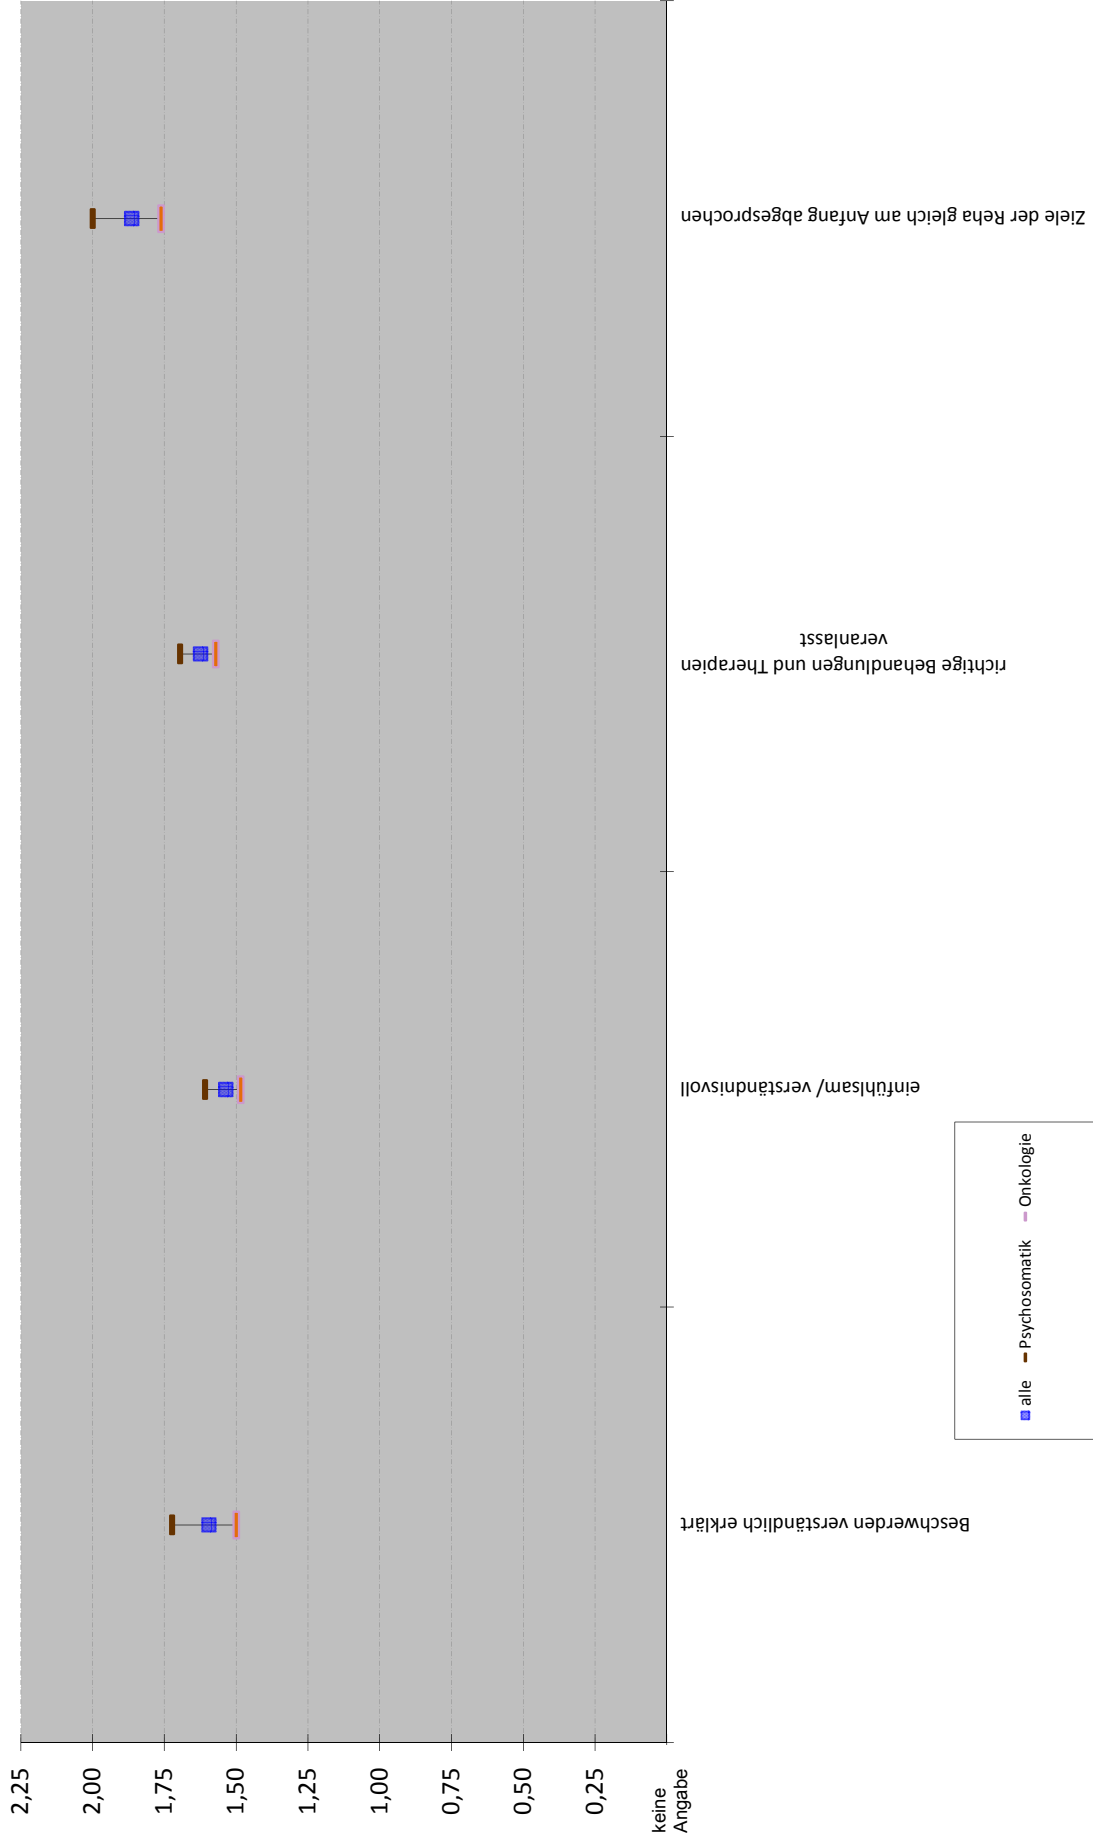 2,25
2,00
1,75
1,50
1,25
1,00
0,75
0,50
0,25
keine
Angabe
Beschwerden verständlich erklärt
einfühlsam/ verständnisvoll
richtige Behandlungen und Therapien
veranlasst
Ziele der Reha gleich am Anfang abgesprochen
alle Psychosomatik Onkologie